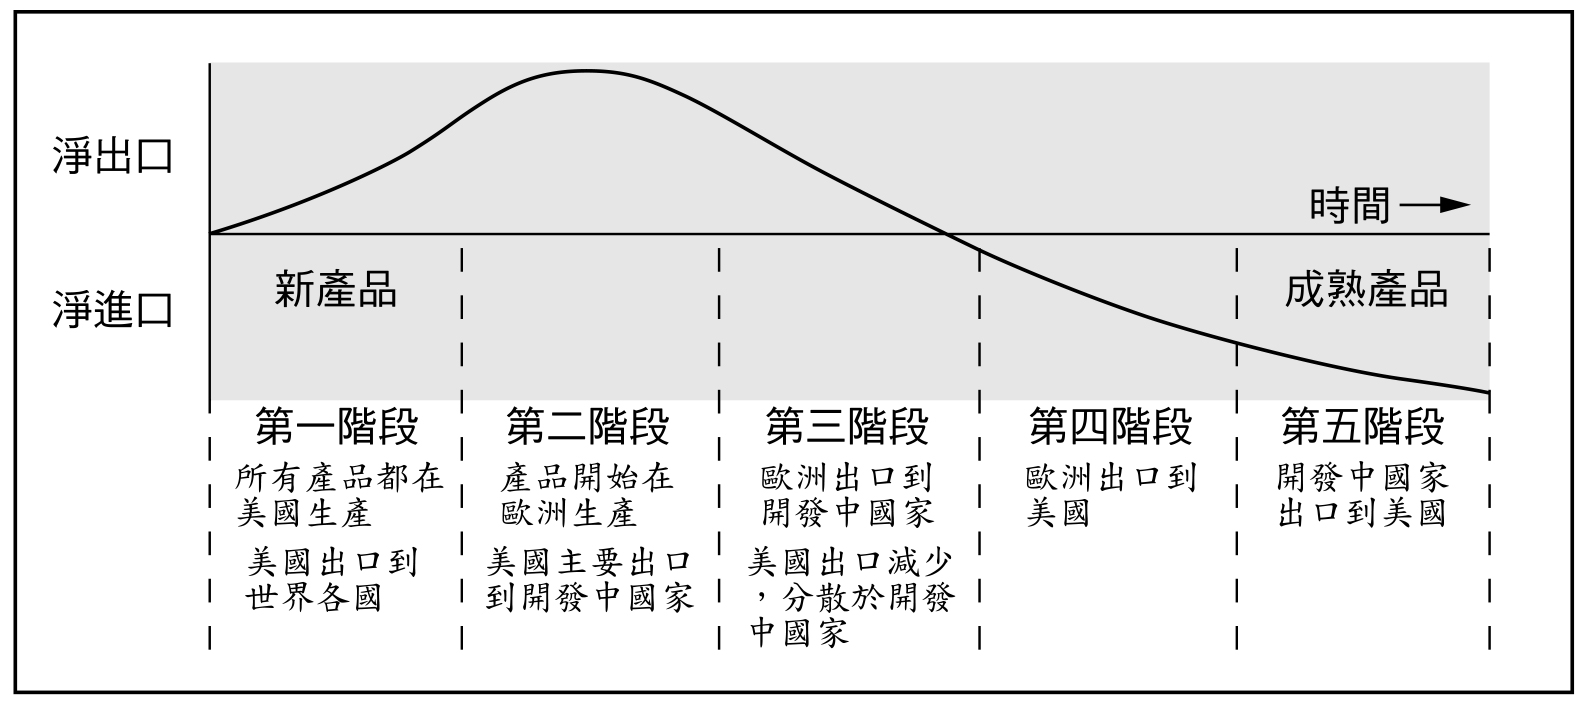 淨出口
時間
淨進口
新產品
成熟產品
第一階段
所有產品都在
美國生產
美國出口到
世界各國
第二階段
產品開始在
歐洲生產
美國主要出口
到開發中國家
第三階段
歐洲出口到
開發中國家
美國出口減少
，分散於開發
中國家
第四階段
歐洲出口到
美國
第五階段
開發中國家
出口到美國